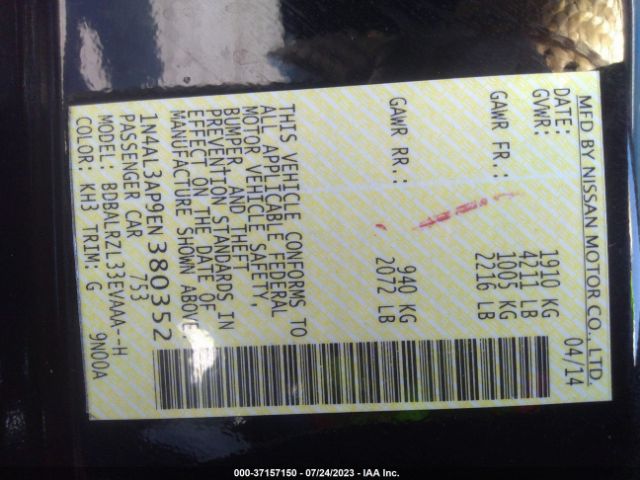 MFD BY NISSAN MOTOR CO., LTD.
DATE: 04/14
GVWR: 1910 KG
4211 LB
GAWR FR.: 1005 KG
2216 LB
GAWR RR.: 940 KG
2072 LB
THIS VEHICLE CONFORMS TO
ALL APPLICABLE FEDERAL
MOTOR VEHICLE SAFETY,
BUMPER AND THEFT
PREVENTION STANDARDS IN
EFFECT ON THE DATE OF
MANUFACTURE SHOWN ABOVE.
1N4AL3AP9EN380352
PASSENGER CAR 753
MODEL: BDBALRZL33EVAAA--H
COLOR: KH3 TRIM: G 9N00A
000-37157150 - 07/24/2023 - IAA Inc.